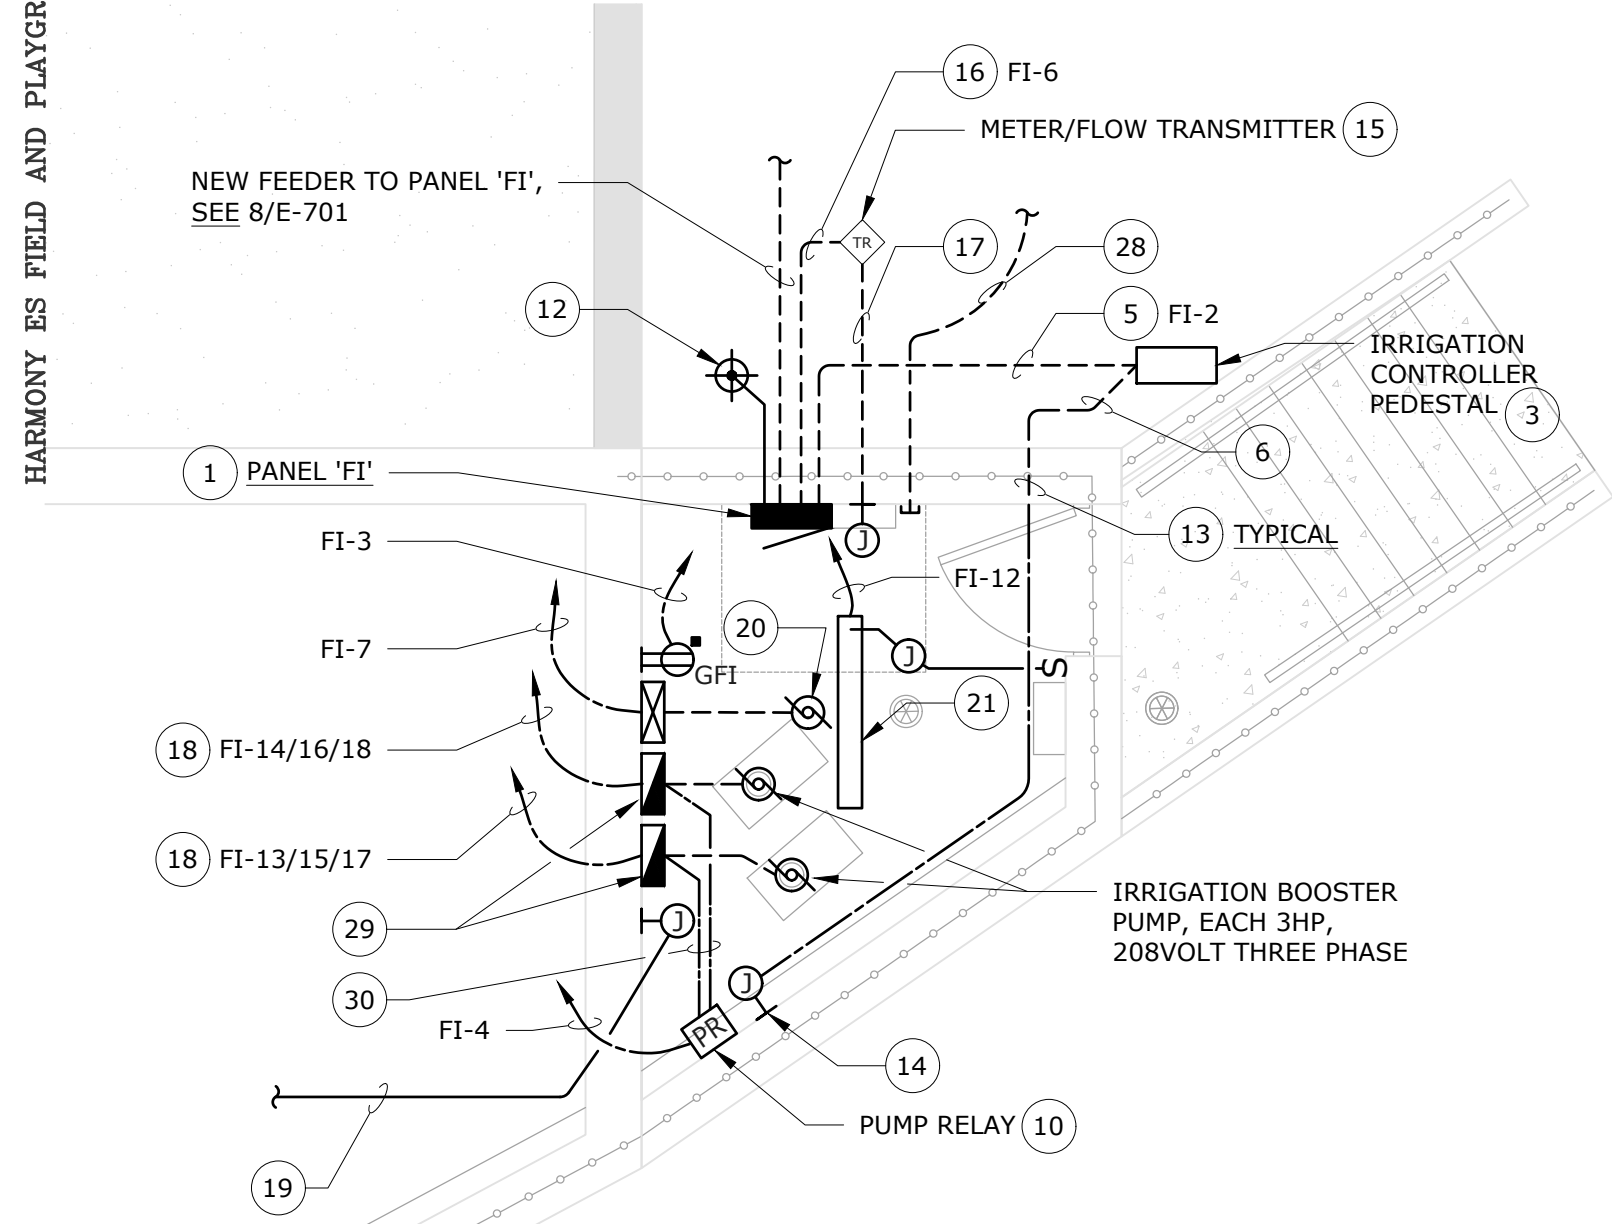 HARMONY ES FIELD AND PLAYGR
16 FI-6
METER/FLOW TRANSMITTER 15
NEW FEEDER TO PANEL 'FI',
SEE 8/E-701
TR
17
28
12
5 FI-2
IRRIGATION
CONTROLLER
PEDESTAL 3
6
1 PANEL 'FI'
13 TYPICAL
FI-3
J
FI-12
20
FI-7
GFI
J
S
21
18 FI-14/16/18
18 FI-13/15/17
IRRIGATION BOOSTER
PUMP, EACH 3HP,
208VOLT THREE PHASE
29
J
30
J
FI-4
PR
14
PUMP RELAY 10
19